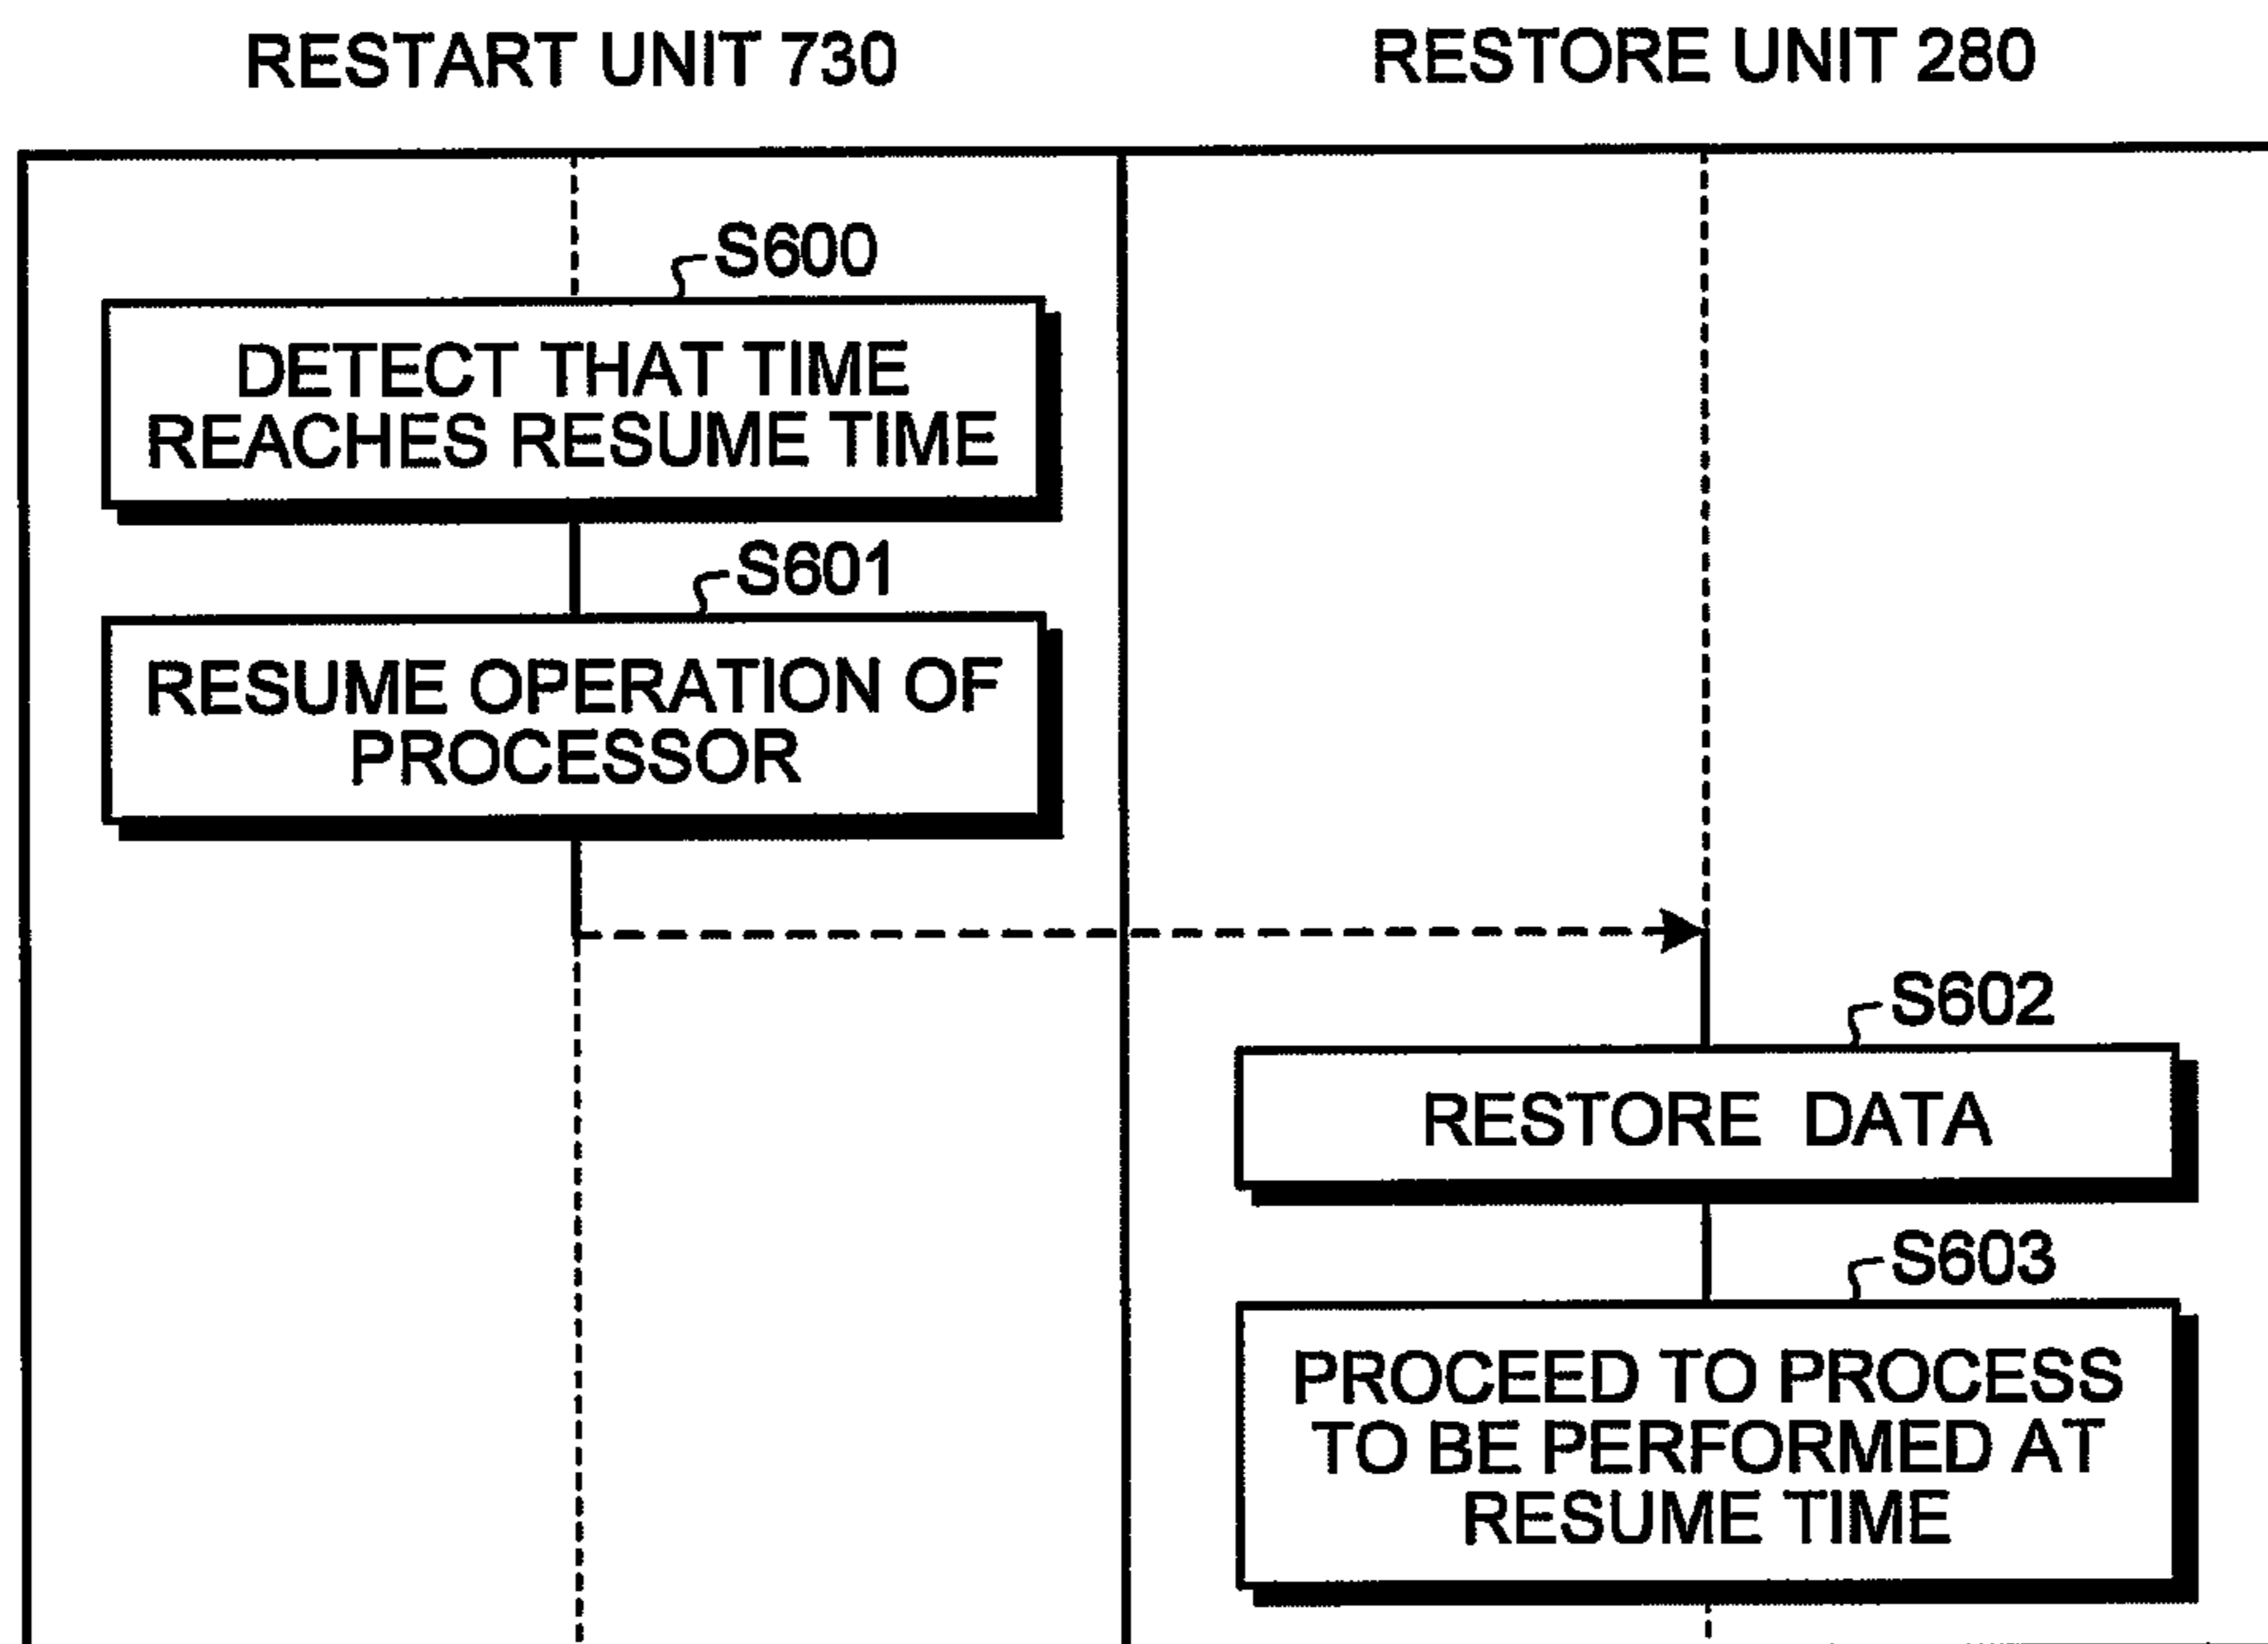 RESTART UNIT 730
RESTORE UNIT 280
S600
DETECT THAT TIME
REACHES RESUME TIME
S601
RESUME OPERATION OF
PROCESSOR
S602
RESTORE DATA
S603
PROCEED TO PROCESS
TO BE PERFORMED AT
RESUME TIME